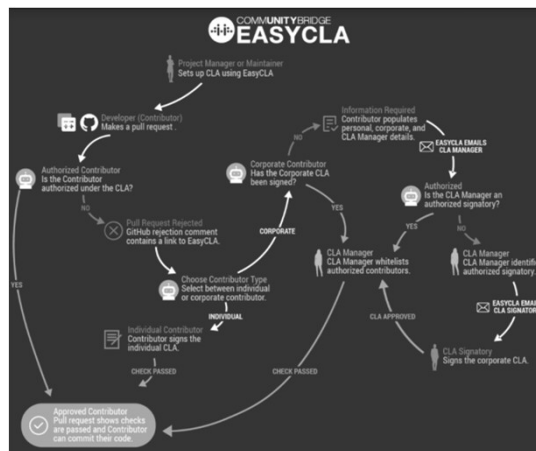 COMMUNITYBRIDGE
EASYCLA
Project Manager or Maintainer
Sets up CLA using EasyCLA
Developer (Contributor)
Makes a pull request .
Authorized Contributor
Is the Contributor
authorized under the CLA?
NO
Pull Request Rejected
GitHub rejection comment
contains a link to EasyCLA.
YES
Choose Contributor Type
Select between individual
or corporate contributor.
INDIVIDUAL
Individual Contributor
Contributor signs the
individual CLA.
CHECK PASSED
CORPORATE
Corporate Contributor
Has the Corporate CLA
been signed?
NO
Information Required
Contributor populates
personal, corporate, and
CLA Manager details.
EASYCLA EMAILS
CLA MANAGER
Authorized
Is the CLA Manager an
authorized signatory?
YES
YES
NO
CLA Manager
CLA Manager whitelists
authorized contributors.
CLA Manager
CLA Manager identifi
authorized signatory.
EASYCLA EMAIL
CLA SIGNATOR
CLA APPROVED
CLA Signatory
Signs the corporate CLA.
CHECK PASSED
Approved Contributor
Pull request shows checks
are passed and Contributor
can commit their code.